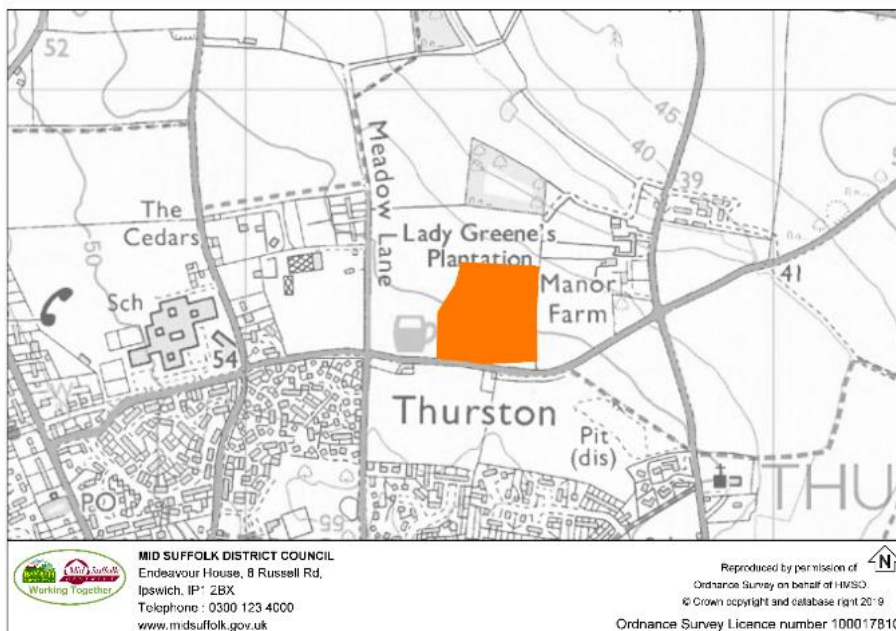 52
45
40
39
The
Cedars
Meadow Lane
50
Lady Greene's
Plantation
Manor
Farm
41
Sch
54
Thurston
Pit
(dis)
THU
PO
55
MID SUFFOLK DISTRICT COUNCIL
Endeavour House, 8 Russell Rd,
Ipswich, IP1 2BX
Telephone : 0300 123 4000
www.midsuffolk.gov.uk
Working Together
Reproduced by permission of
N
Ordnance Survey on behalf of HMSO.
© Crown copyright and database right 2019
Ordnance Survey Licence number 100017810